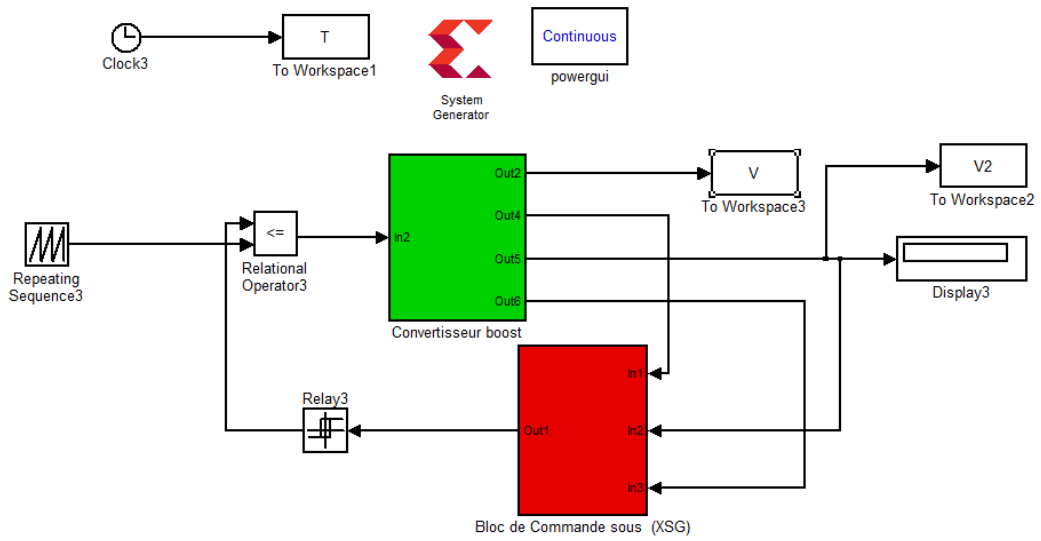 T
Clock3
To Workspace1
System
Generator
Continuous
powergui
Out2
Out4
In2
Out5
Out6
Convertisseur boost
V
To Workspace3
V2
To Workspace2
Display3
<=
Relational
Operator3
Repeating
Sequence3
Relay3
In1
Out1
In2
In3
Bloc de Commande sous (XSG)